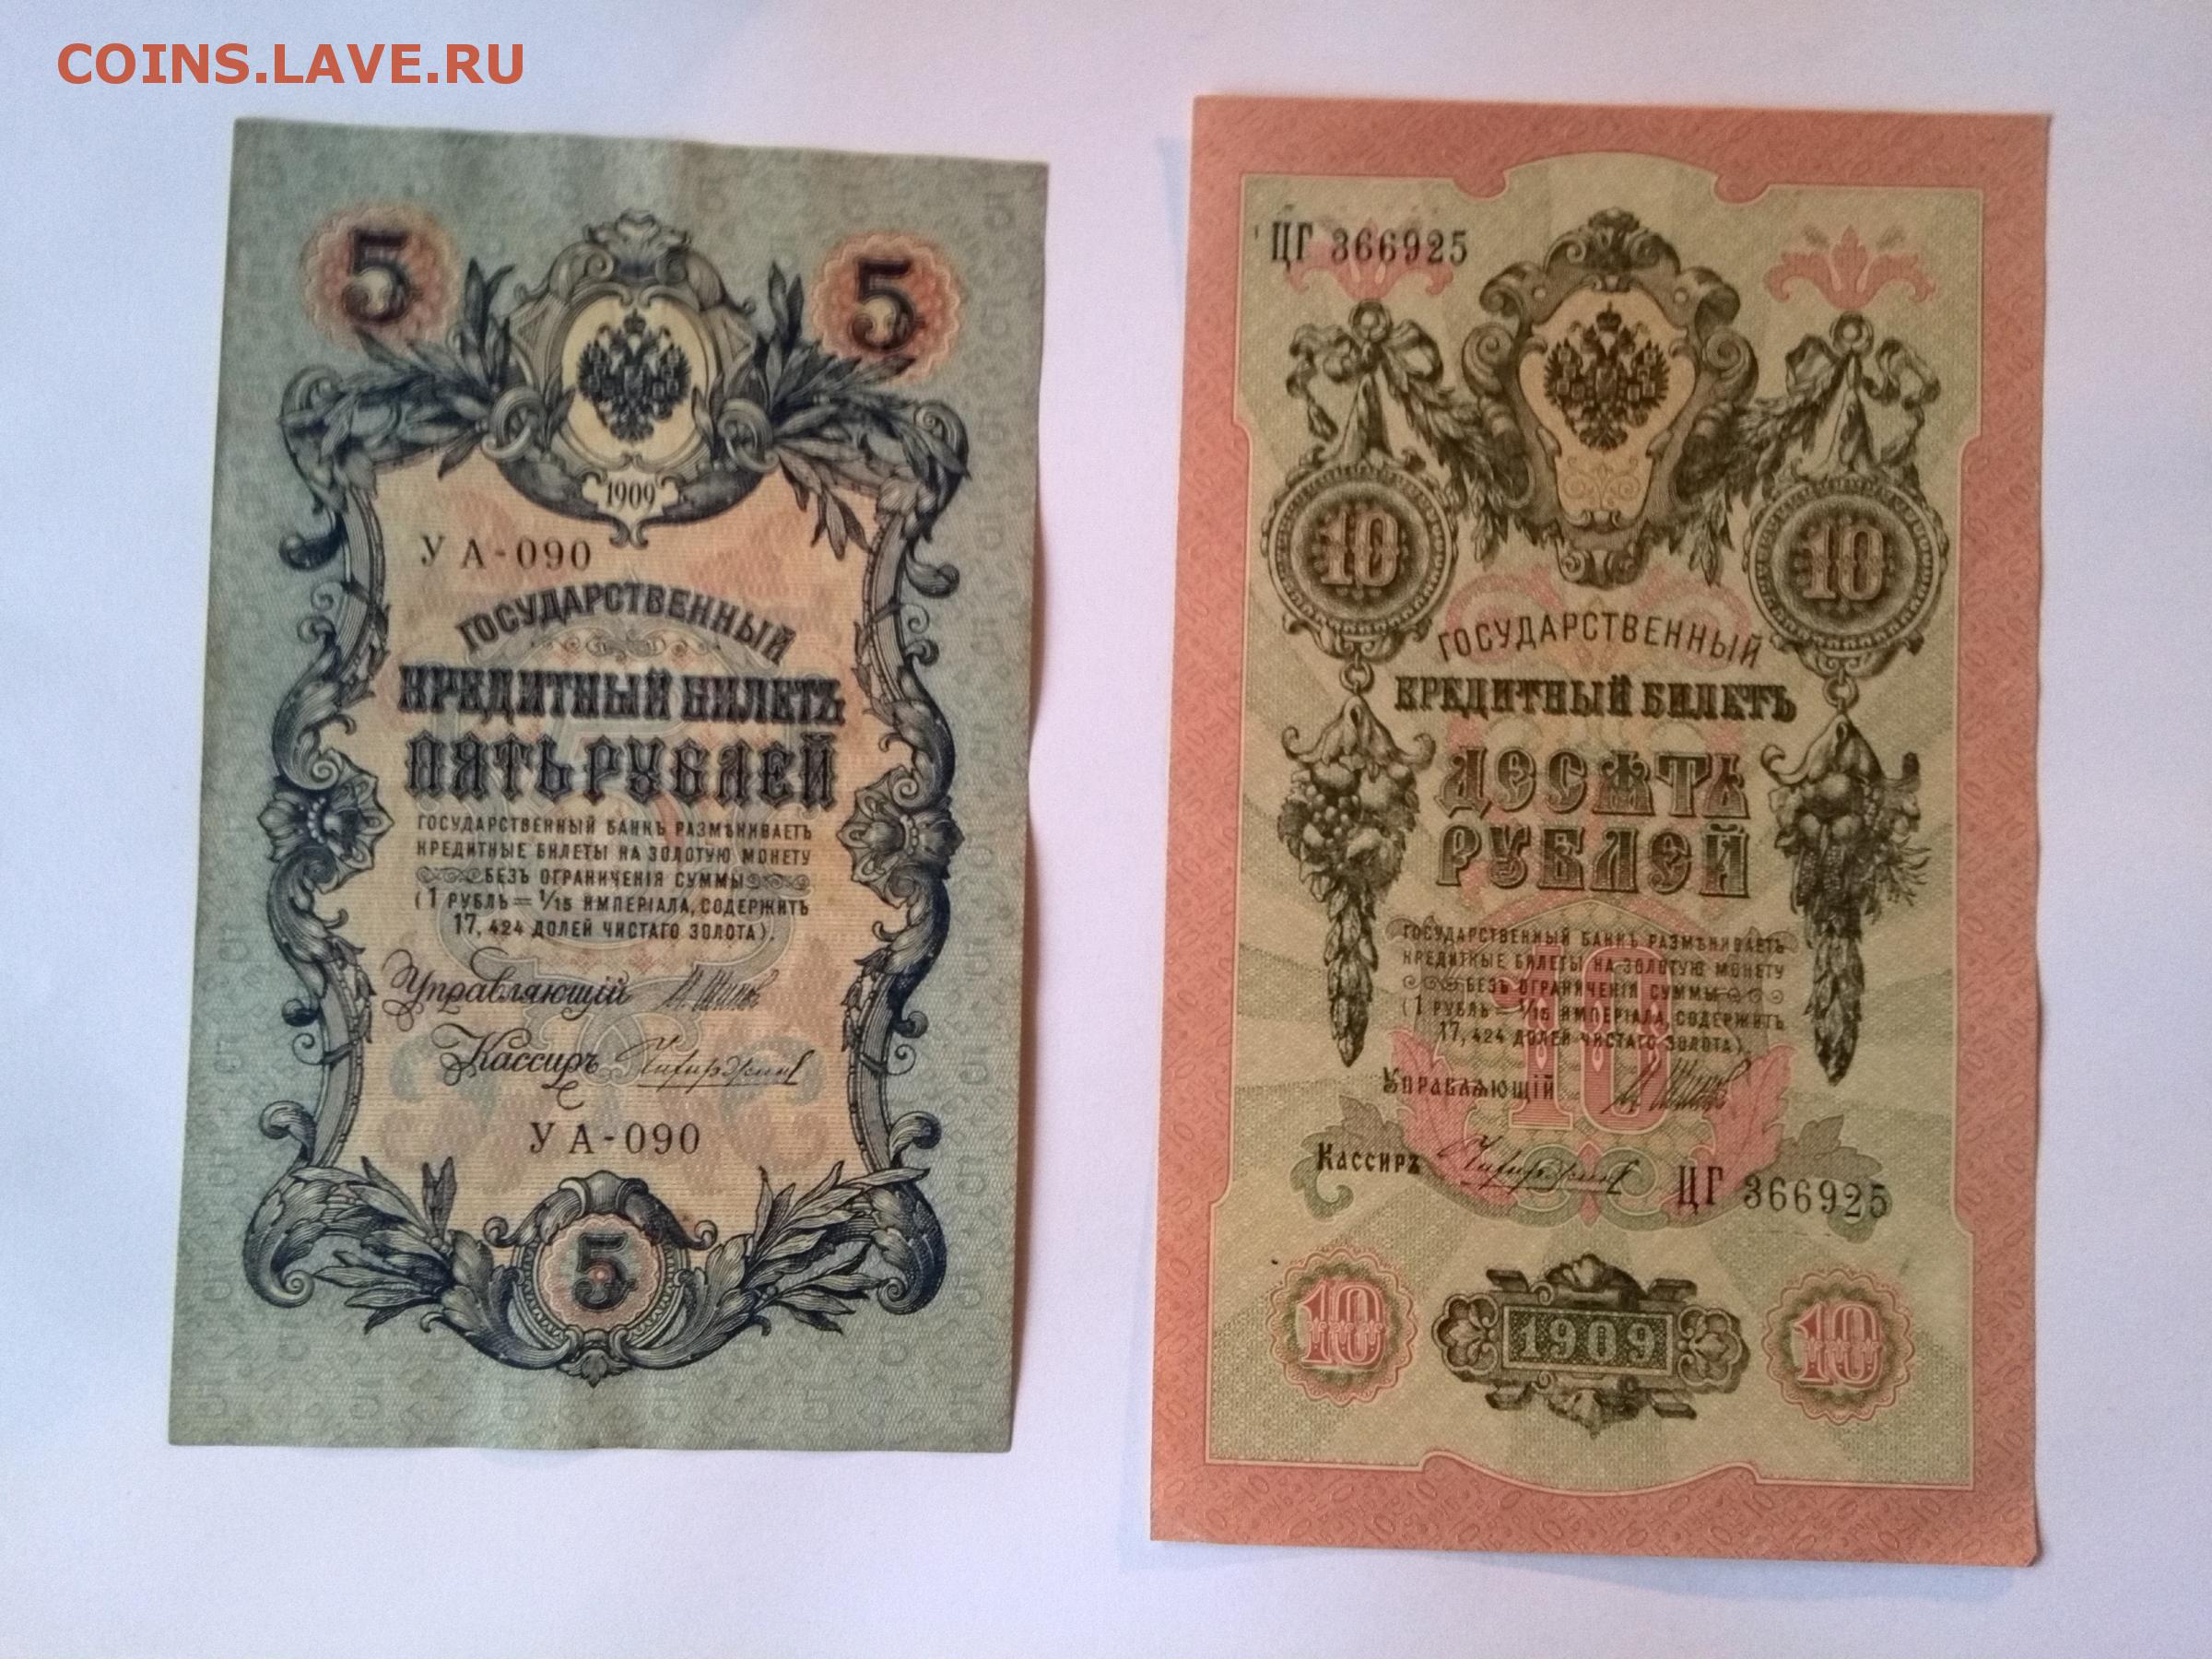 COINS.LAVE.RU
5 5
1909
УА-090
ГОСУДАРСТВЕННЫЙ
КРЕДИТНЫЙ БИЛЕТЪ
ПЯТЬ РУБЛЕЙ
ГОСУДАРСТВЕННЫЙ БАНКЪ РАЗМѢНИВАЕТЪ
КРЕДИТНЫЕ БИЛЕТЫ НА ЗОЛОТУЮ МОНЕТУ
БЕЗЪ ОГРАНИЧЕНІЯ СУММЫ
(1 РУБЛЬ = 1/15 ИМПЕРІАЛА, СОДЕРЖИТЪ
17,424 ДОЛЕЙ ЧИСТАГО ЗОЛОТА).
Управляющій
Кассиръ
УА-090
5
ЦГ 366925
10 10
ГОСУДАРСТВЕННЫЙ
КРЕДИТНЫЙ БИЛЕТЪ
ДЕСЯТЬ
РУБЛЕЙ
ГОСУДАРСТВЕННЫЙ БАНКЪ РАЗМѢНИВАЕТЪ
КРЕДИТНЫЕ БИЛЕТЫ НА ЗОЛОТУЮ МОНЕТУ
БЕЗЪ ОГРАНИЧЕНІЯ СУММЫ
(1 РУБЛЬ = 1/15 ИМПЕРІАЛА, СОДЕРЖИТЪ
17,424 ДОЛЕЙ ЧИСТАГО ЗОЛОТА).
10
УПРАВЛЯЮЩІЙ
КАССИРЪ
ЦГ 366925
10 1909 10